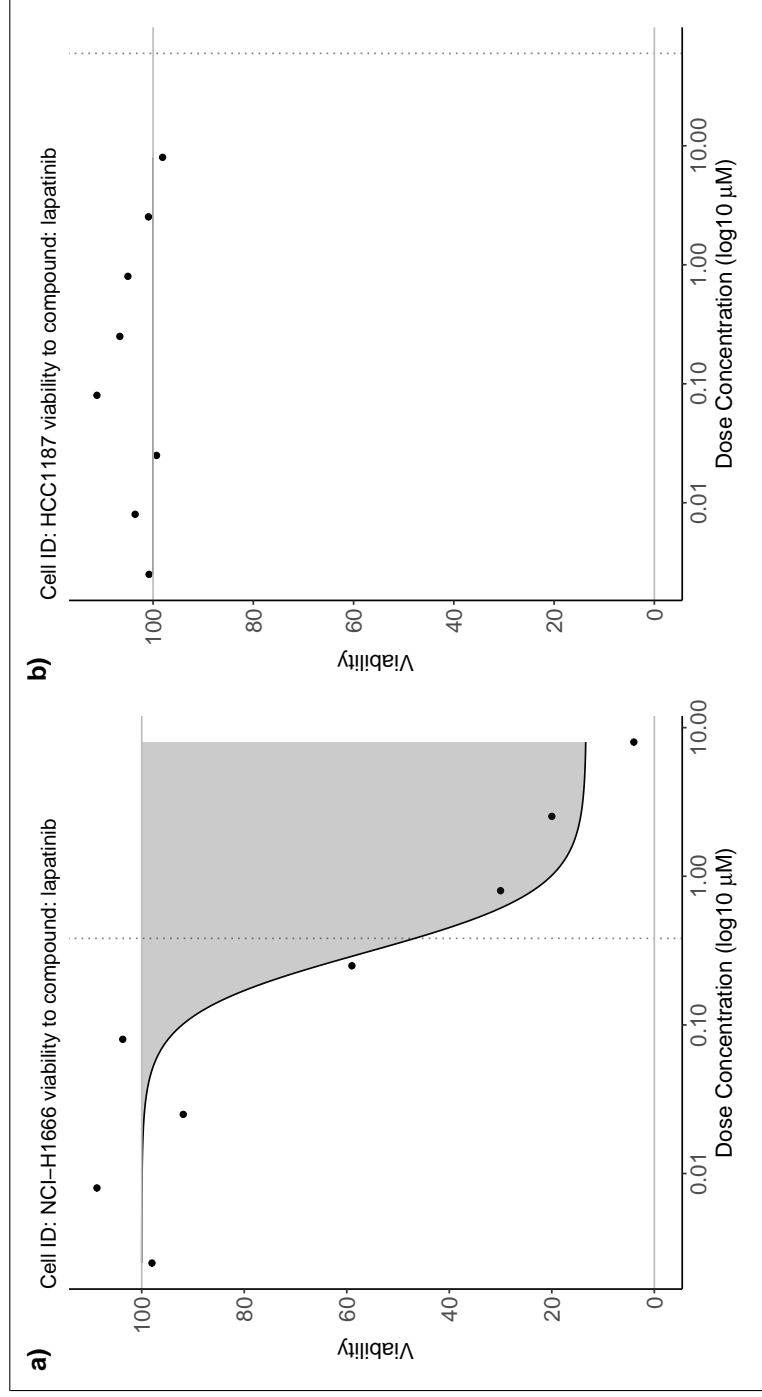 a)
Cell ID: NCI−H1666 viability to compound: lapatinib
100
80
60
40
20
0
Viability
0.01
0.10
1.00
10.00
Dose Concentration (log10 μM)
b)
Cell ID: HCC1187 viability to compound: lapatinib
100
80
60
40
20
0
Viability
0.01
0.10
1.00
10.00
Dose Concentration (log10 μM)